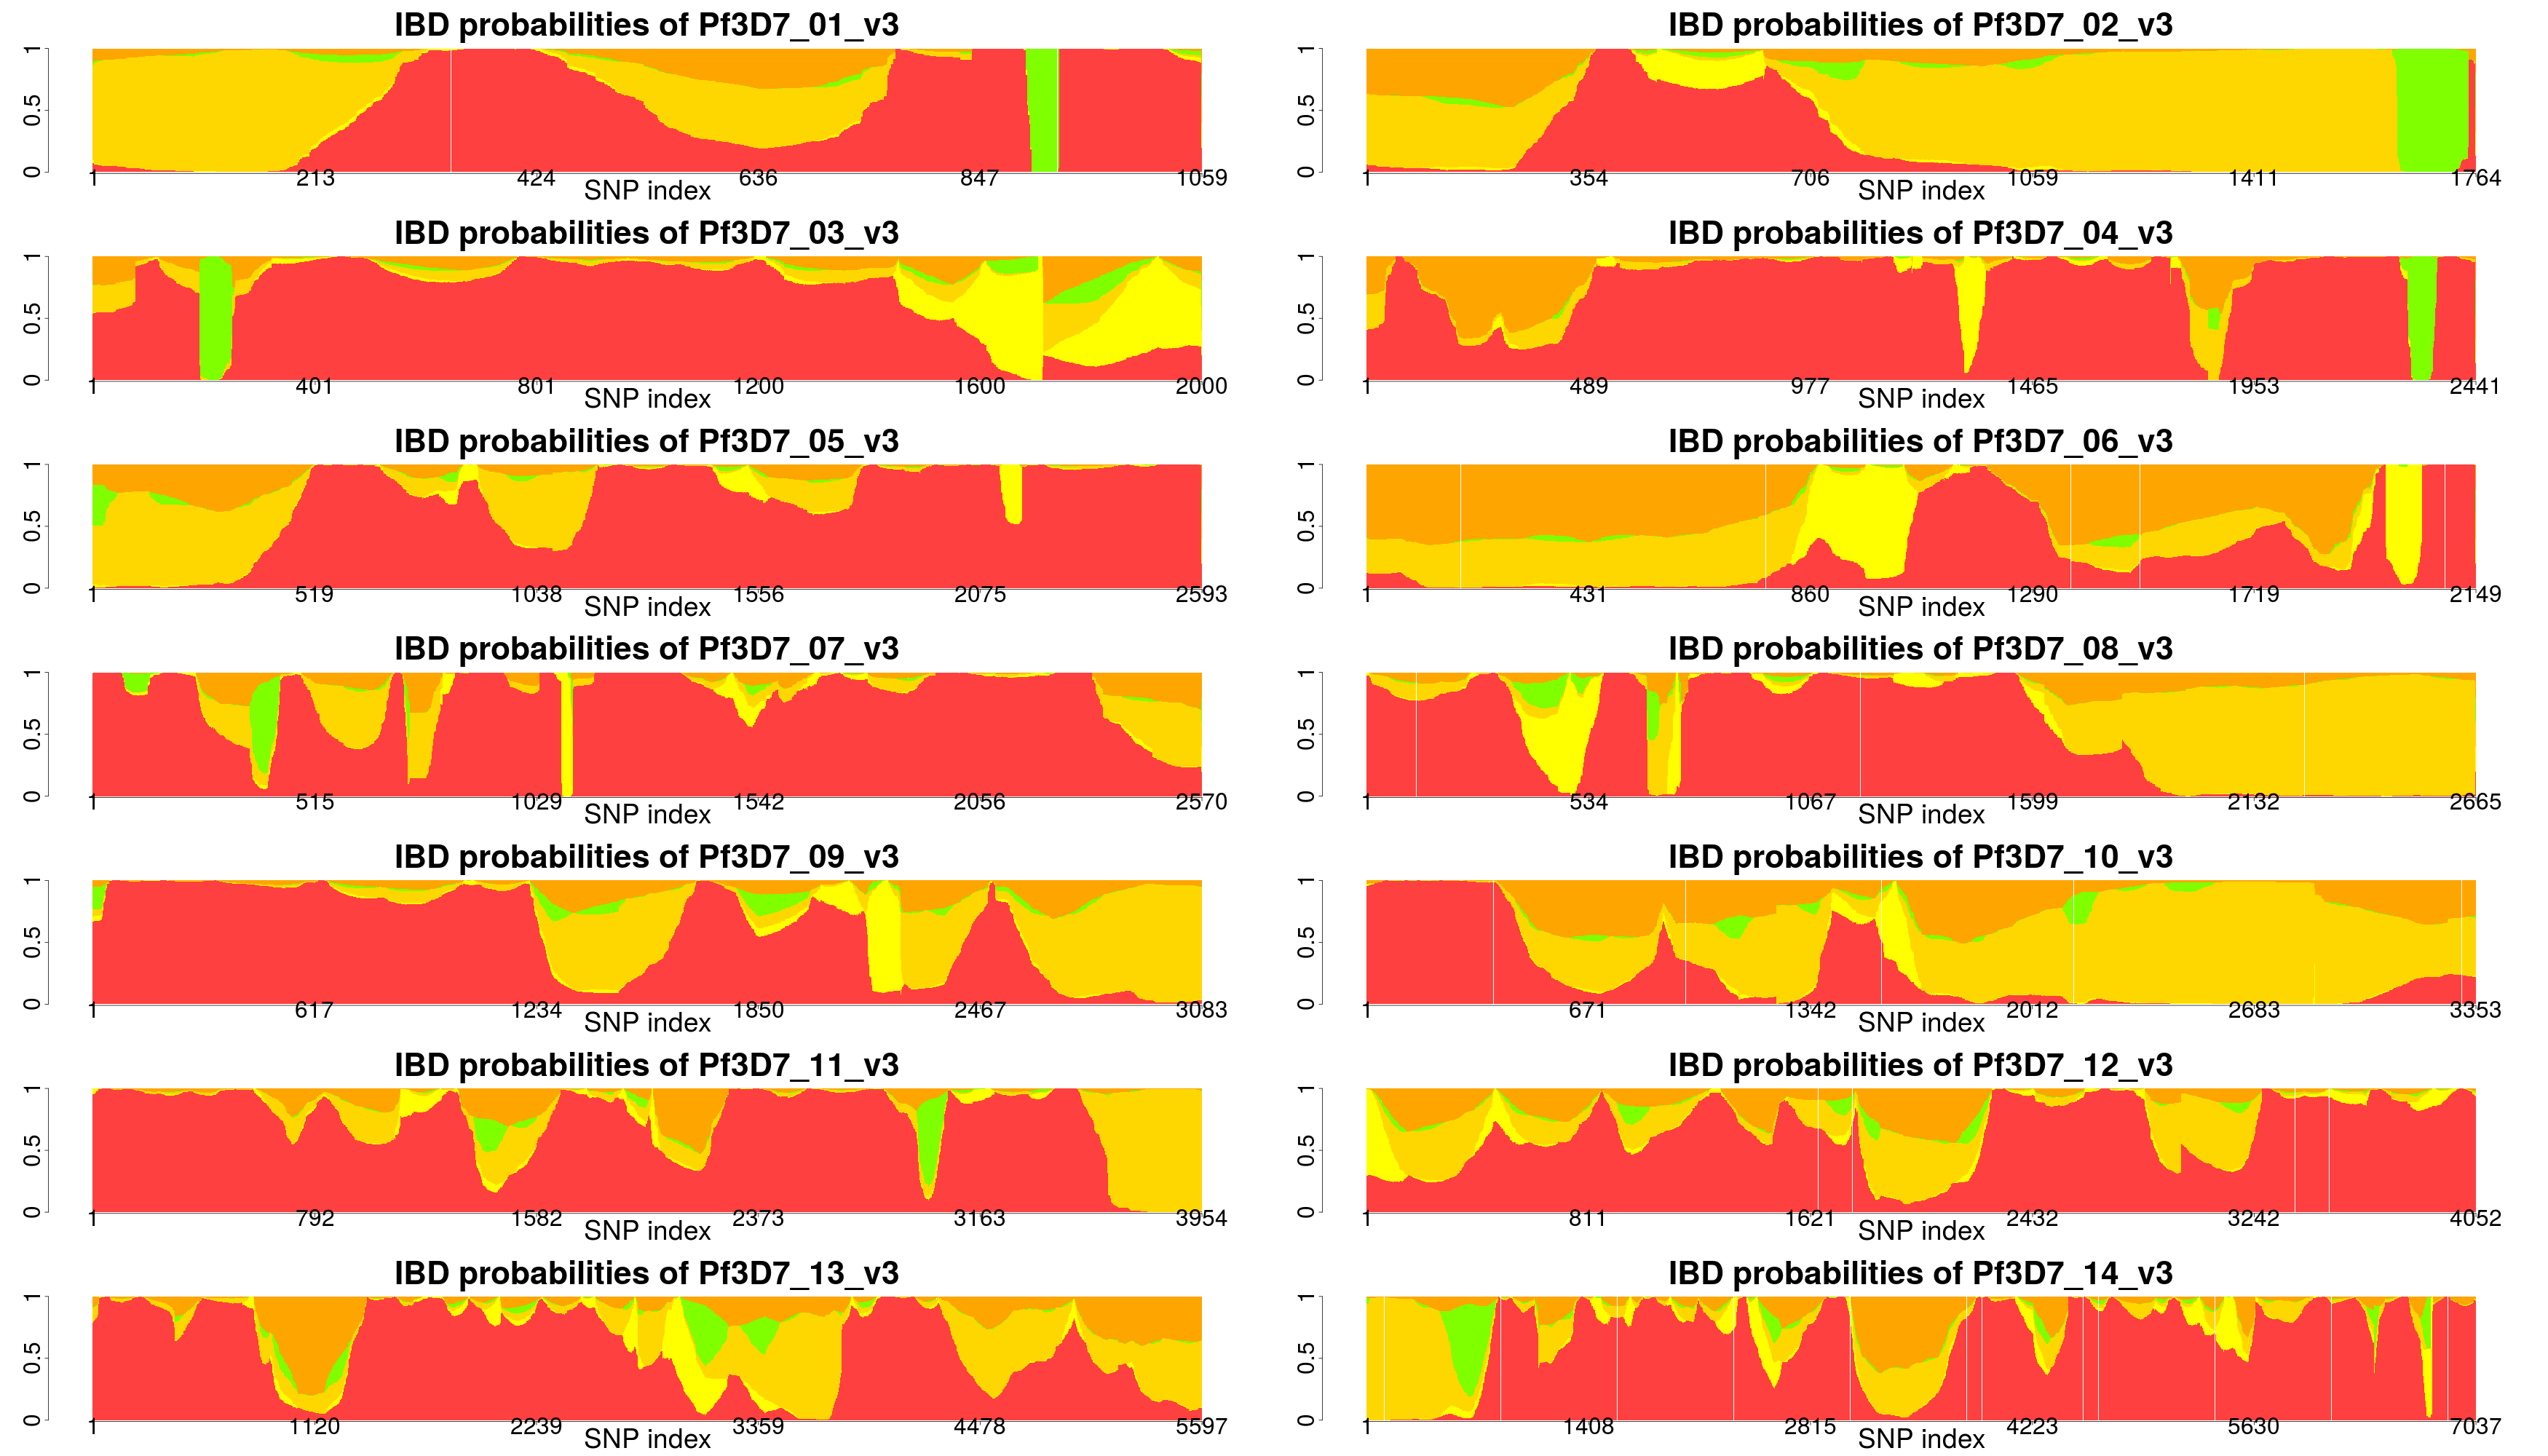 IBD probabilities of Pf3D7_01_v3
1
0.5
0
1 213 424 636 847 1059
SNP index
IBD probabilities of Pf3D7_02_v3
1
0.5
0
1 354 706 1059 1411 1764
SNP index
IBD probabilities of Pf3D7_03_v3
1
0.5
0
1 401 801 1200 1600 2000
SNP index
IBD probabilities of Pf3D7_04_v3
1
0.5
0
1 489 977 1465 1953 2441
SNP index
IBD probabilities of Pf3D7_05_v3
1
0.5
0
1 519 1038 1556 2075 2593
SNP index
IBD probabilities of Pf3D7_06_v3
1
0.5
0
1 431 860 1290 1719 2149
SNP index
IBD probabilities of Pf3D7_07_v3
1
0.5
0
1 515 1029 1542 2056 2570
SNP index
IBD probabilities of Pf3D7_08_v3
1
0.5
0
1 534 1067 1599 2132 2665
SNP index
IBD probabilities of Pf3D7_09_v3
1
0.5
0
1 617 1234 1850 2467 3083
SNP index
IBD probabilities of Pf3D7_10_v3
1
0.5
0
1 671 1342 2012 2683 3353
SNP index
IBD probabilities of Pf3D7_11_v3
1
0.5
0
1 792 1582 2373 3163 3954
SNP index
IBD probabilities of Pf3D7_12_v3
1
0.5
0
1 811 1621 2432 3242 4052
SNP index
IBD probabilities of Pf3D7_13_v3
1
0.5
0
1 1120 2239 3359 4478 5597
SNP index
IBD probabilities of Pf3D7_14_v3
1
0.5
0
1 1408 2815 4223 5630 7037
SNP index